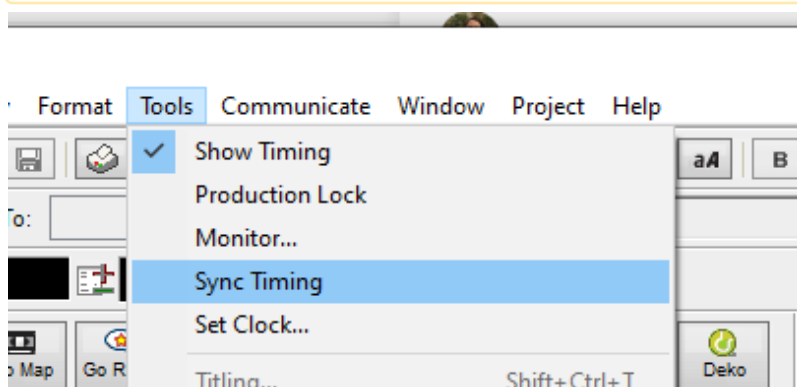 Format Tools Communicate Window Project Help
Show Timing
aA B
Production Lock
To:
Monitor...
Sync Timing
Set Clock...
Map Go R Deko
Titling... Shift+Ctrl+T